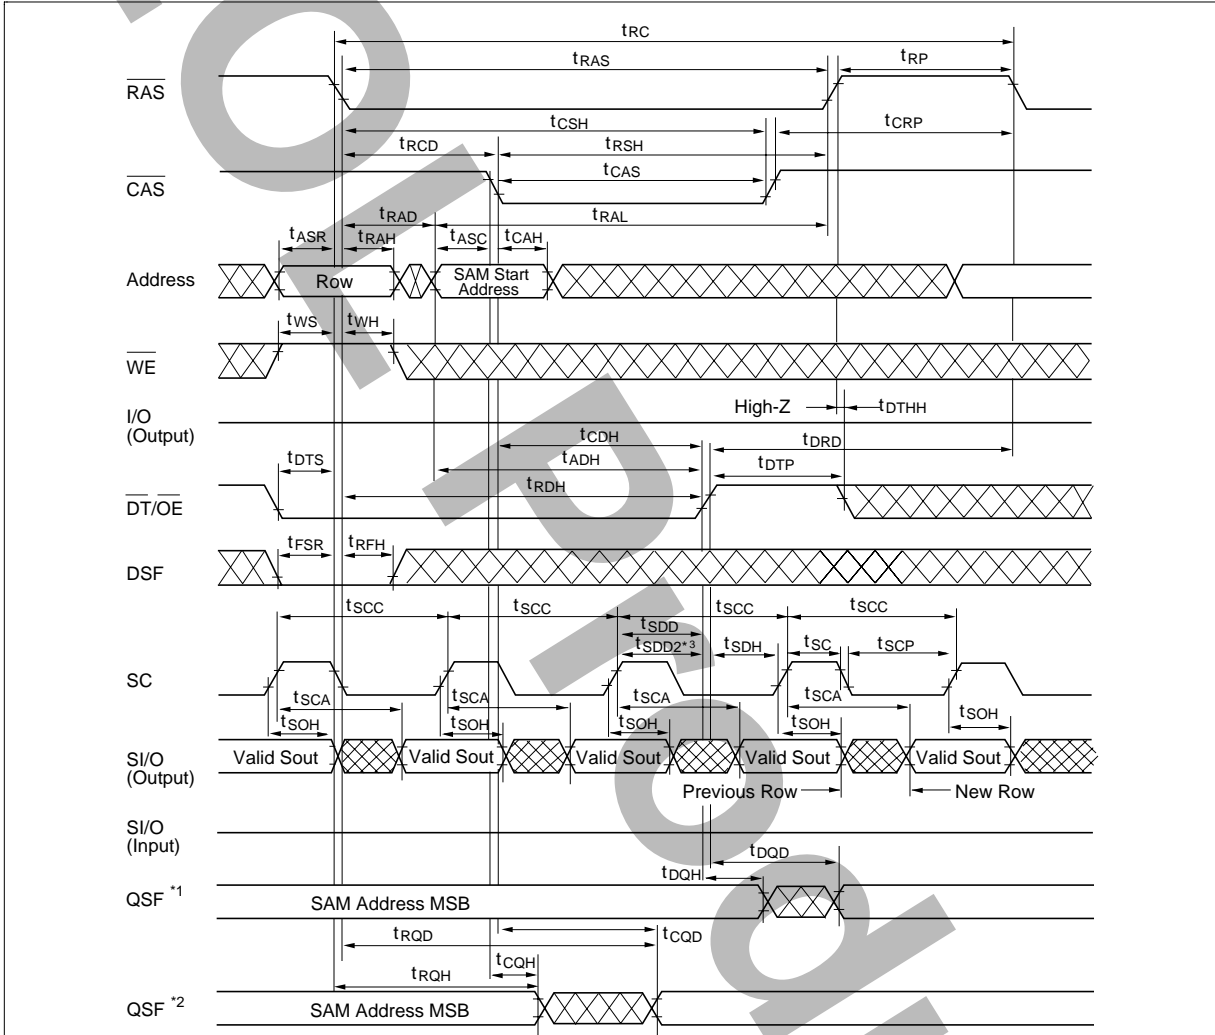 tRC
tRAS
tRP
RAS
tCSH
tCRP
tRCD
tRSH
CAS
tCAS
tRAD
tRAL
tASR
tRAH
tASC
tCAH
Address
Row
SAM Start
Address
tWS
tWH
WE
I/O
(Output)
High-Z
tDTHH
tCDH
tDRD
tDTS
tADH
tDTP
tRDH
DT/OE
tFSR
tRFH
DSF
tSCC
tSCC
tSCC
tSCC
tSDD
tSDD2*3
tSDH
tSC
tSCP
SC
tSCA
tSCA
tSCA
tSCA
tSOH
tSOH
tSOH
tSOH
tSOH
SI/O
(Output)
Valid Sout
Valid Sout
Valid Sout
Valid Sout
Valid Sout
Previous Row
New Row
SI/O
(Input)
tDQD
tDQH
QSF *1
SAM Address MSB
tRQD
tCQD
tCQH
tRQH
QSF *2
SAM Address MSB
OL Prod